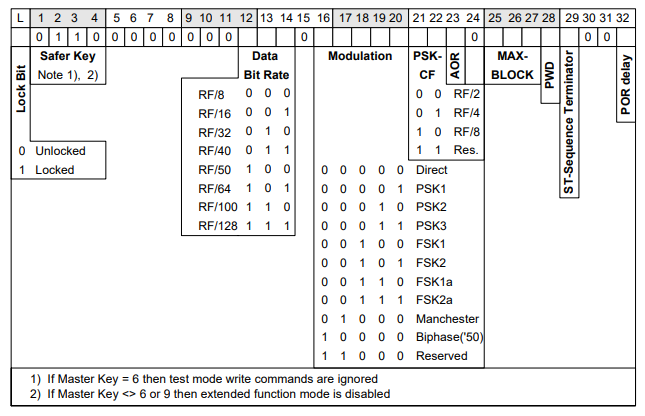 L 1 2 3 4 5 6 7 8 9 10 11 12 13 14 15 16 17 18 19 20 21 22 23 24 25 26 27 28 29 30 31 32
0 1 1 0 0 0 0 0 0 0 0 0 0 0 0
Lock Bit
Safer Key
Note 1), 2)
Data
Bit Rate
Modulation
PSK-
CF
AOR
MAX-
BLOCK
PWD
ST-Sequence Terminator
POR delay
0 Unlocked
1 Locked
RF/8 0 0 0
RF/16 0 0 1
RF/32 0 1 0
RF/40 0 1 1
RF/50 1 0 0
RF/64 1 0 1
RF/100 1 1 0
RF/128 1 1 1
0 0 RF/2
0 1 RF/4
1 0 RF/8
1 1 Res.
0 0 0 0 0 Direct
0 0 0 0 1 PSK1
0 0 0 1 0 PSK2
0 0 0 1 1 PSK3
0 0 1 0 0 FSK1
0 0 1 0 1 FSK2
0 0 1 1 0 FSK1a
0 0 1 1 1 FSK2a
0 1 0 0 0 Manchester
1 0 0 0 0 Biphase('50)
1 1 0 0 0 Reserved
1) If Master Key = 6 then test mode write commands are ignored
2) If Master Key <> 6 or 9 then extended function mode is disabled